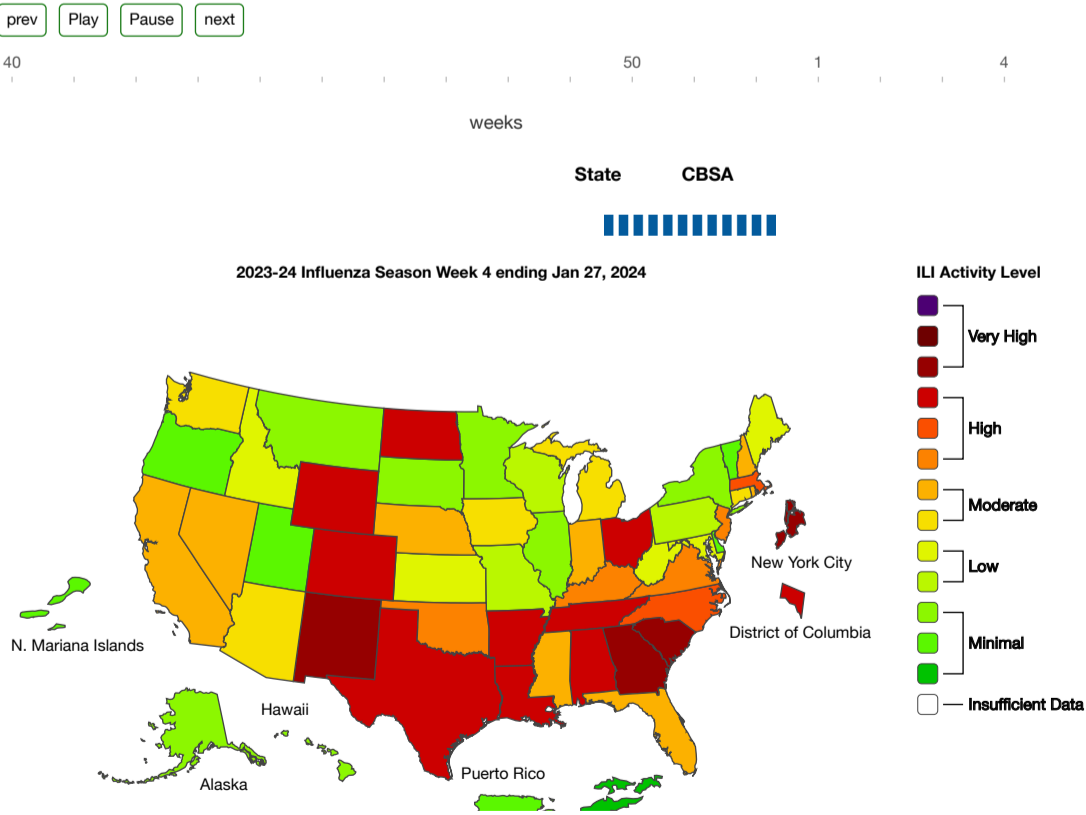 prev Play Pause next
40 50 1 4
weeks
State CBSA
2023-24 Influenza Season Week 4 ending Jan 27, 2024
ILI Activity Level
Very High
High
Moderate
Low
Minimal
Insufficient Data
New York City
District of Columbia
N. Mariana Islands
Hawaii
Alaska
Puerto Rico